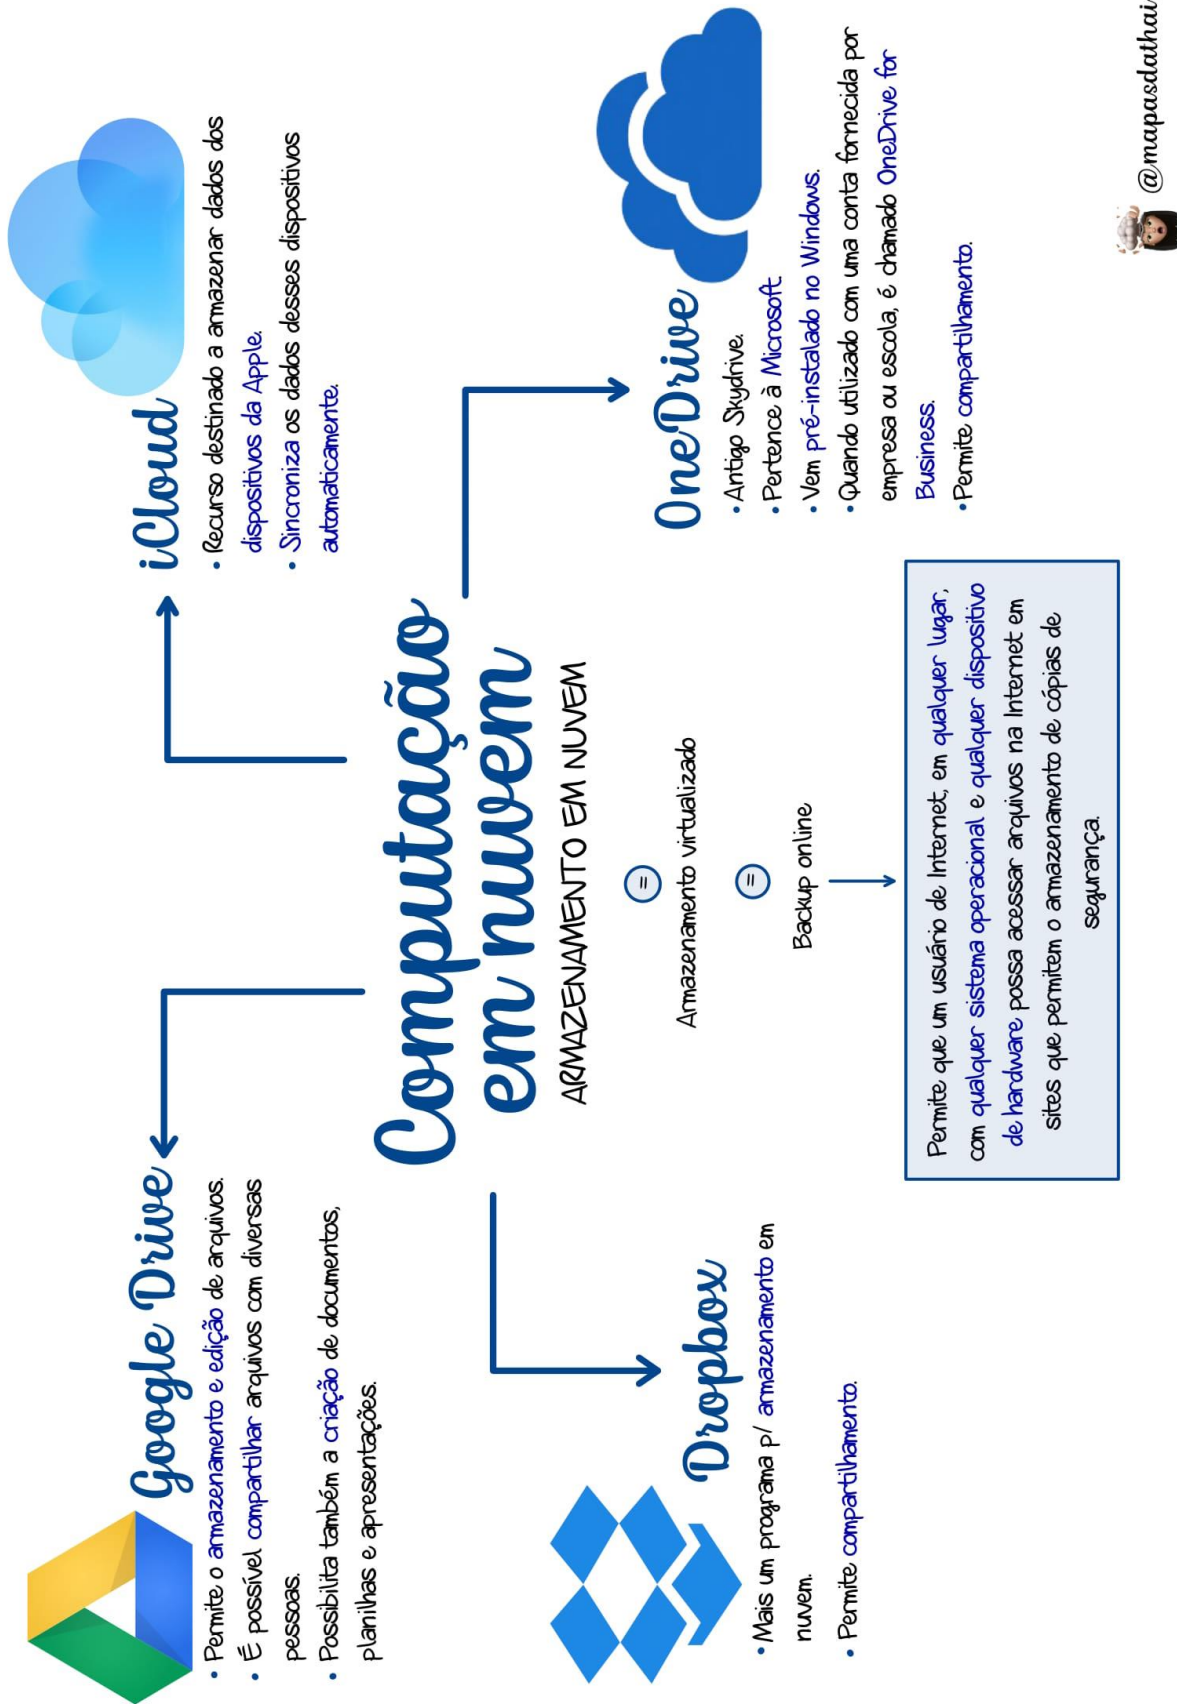 Google Drive
• Permite o armazenamento e edição de arquivos.
• É possível compartilhar arquivos com diversas
pessoas.
• Possibilita também a criação de documentos,
planilhas e apresentações.
iCloud
• Recurso destinado a armazenar dados dos
dispositivos da Apple.
• Sincroniza os dados desses dispositivos
automaticamente.
Computação
em nuvem
ARMAZENAMENTO EM NUVEM
=
Armazenamento virtualizado
=
Backup online
Permite que um usuário de Internet, em qualquer lugar,
com qualquer sistema operacional e qualquer dispositivo
de hardware possa acessar arquivos na Internet em
sites que permitem o armazenamento de cópias de
segurança.
Dropbox
• Mais um programa p/ armazenamento em
nuvem.
• Permite compartilhamento.
OneDrive
• Antigo Skydrive.
• Pertence à Microsoft
• Vem pré-instalado no Windows.
• Quando utilizado com uma conta fornecida por
empresa ou escola, é chamado OneDrive for
Business.
• Permite compartilhamento.
@mapasdathai